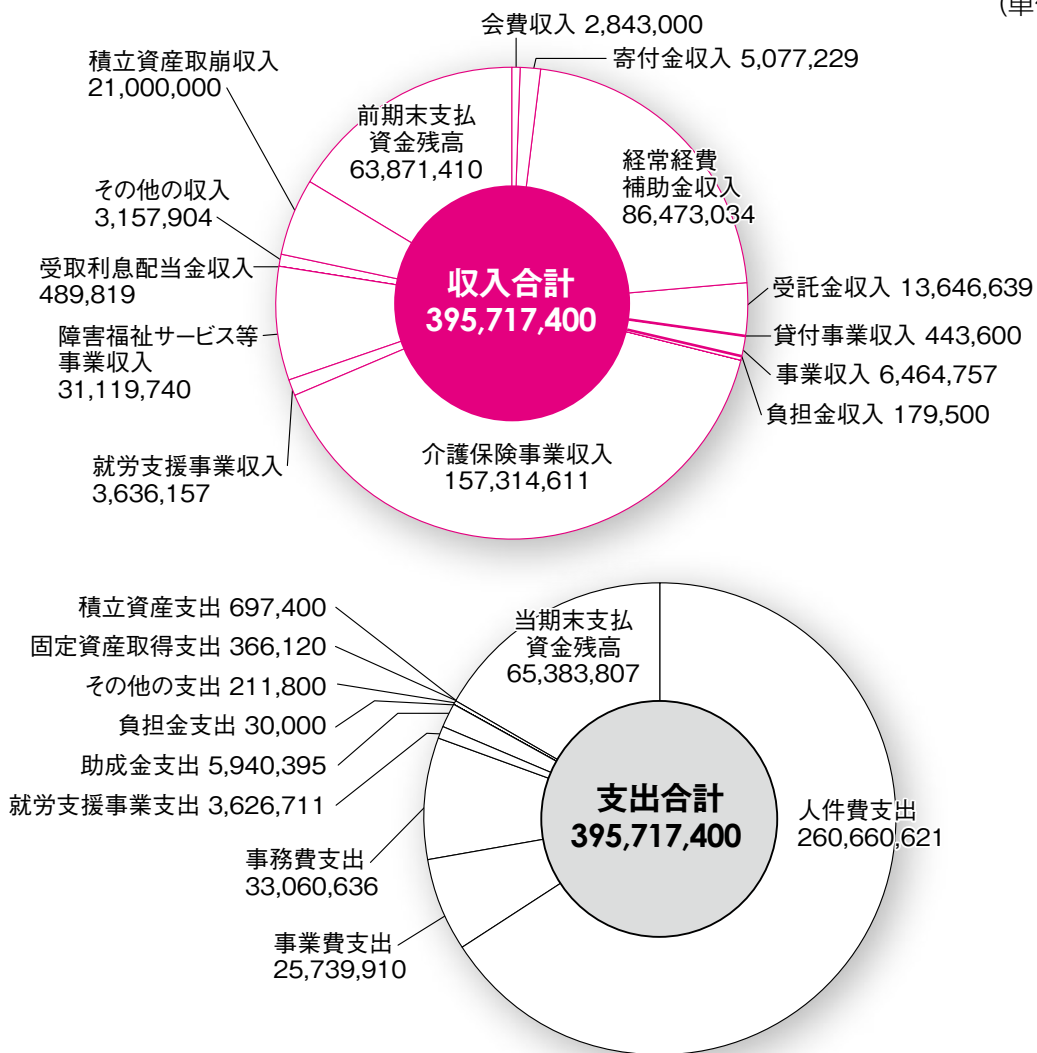 (単
会費収入 2,843,000
寄付金収入 5,077,229
積立資産取崩収入
21,000,000
前期末支払
資金残高
63,871,410
経常経費
補助金収入
86,473,034
その他の収入
3,157,904
受取利息配当金収入
489,819
収入合計
395,717,400
受託金収入 13,646,639
貸付事業収入 443,600
事業収入 6,464,757
負担金収入 179,500
障害福祉サービス等
事業収入
31,119,740
就労支援事業収入
3,636,157
介護保険事業収入
157,314,611
積立資産支出 697,400
固定資産取得支出 366,120
その他の支出 211,800
負担金支出 30,000
助成金支出 5,940,395
就労支援事業支出 3,626,711
当期末支払
資金残高
65,383,807
支出合計
395,717,400
人件費支出
260,660,621
事務費支出
33,060,636
事業費支出
25,739,910